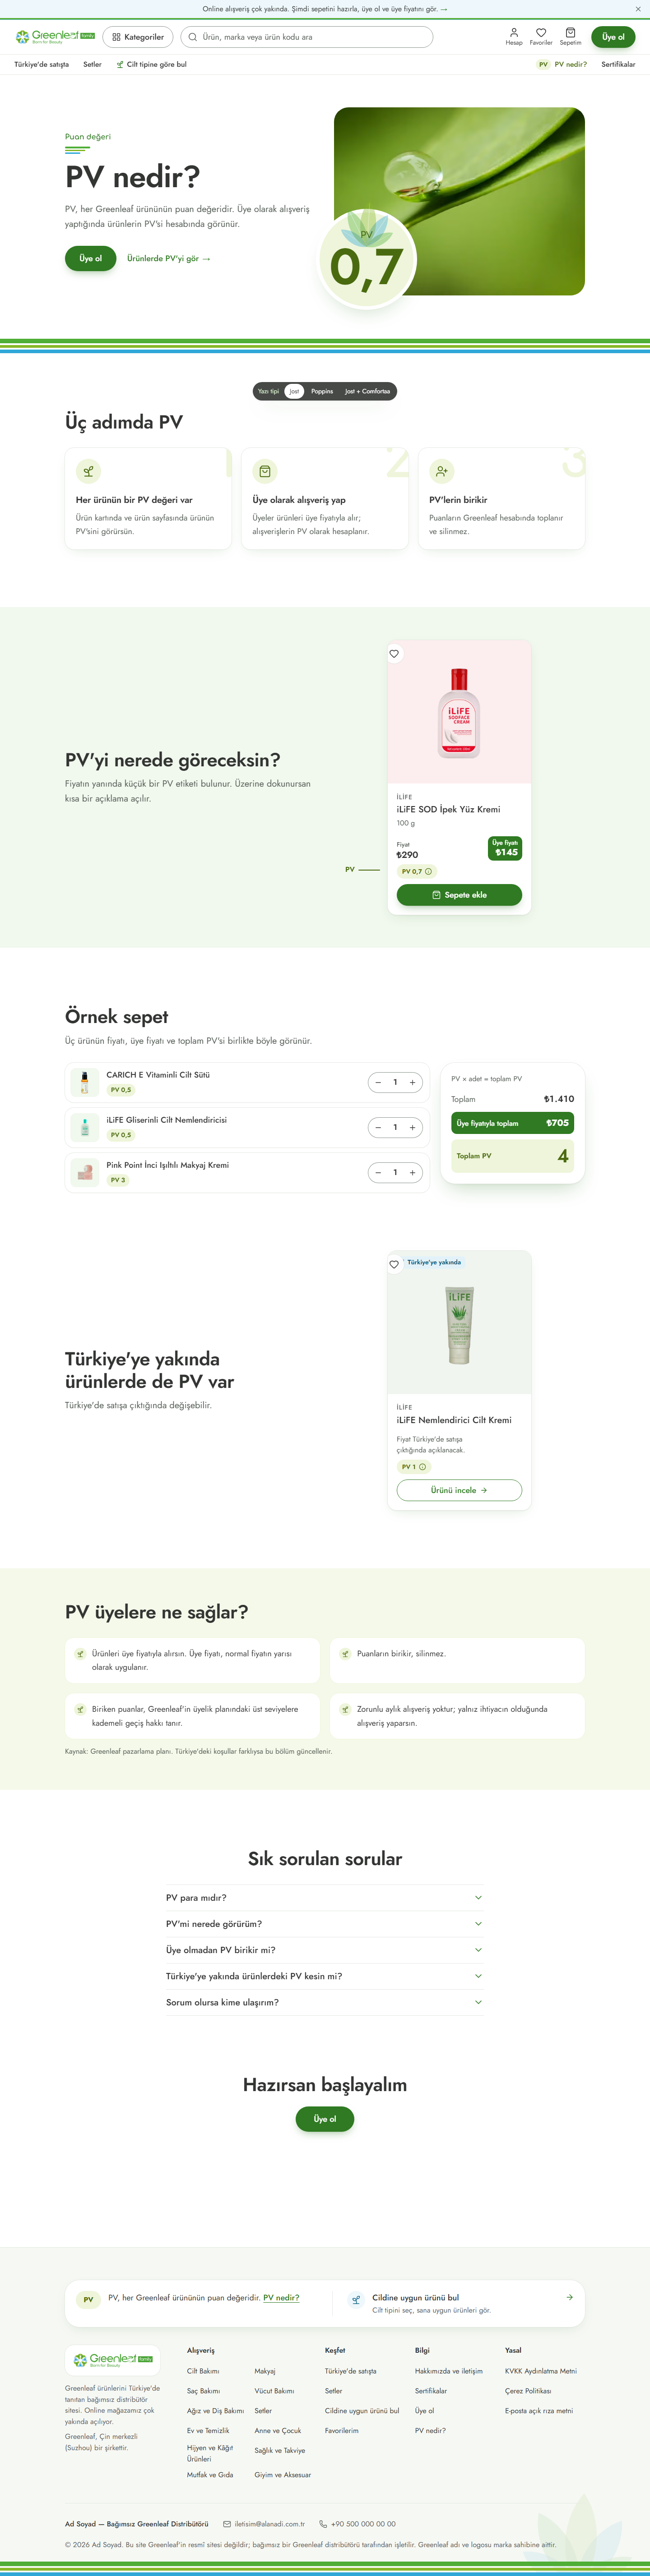 Online alışveriş çok yakında. Şimdi sepetini hazırla, üye ol ve üye fiyatını gör. →
Greenleaf family
Born for Beauty
Kategoriler
Ürün, marka veya ürün kodu ara
Hesap
Favoriler
Sepetim
Üye ol
Türkiye'de satışta
Setler
Cilt tipine göre bul
PV PV nedir?
Sertifikalar
Puan değeri
PV nedir?
PV, her Greenleaf ürününün puan değeridir. Üye olarak alışveriş
yaptığında ürünlerin PV'si hesabında görünür.
Üye ol
Ürünlerde PV'yi gör →
PV
0,7
Yazı tipi
Jost
Poppins
Jost + Comfortaa
Üç adımda PV
1
Her ürünün bir PV değeri var
Ürün kartında ve ürün sayfasında ürünün
PV'sini görürsün.
2
Üye olarak alışveriş yap
Üyeler ürünleri üye fiyatıyla alır;
alışverişlerin PV olarak hesaplanır.
3
PV'lerin birikir
Puanların Greenleaf hesabında toplanır
ve silinmez.
PV'yi nerede göreceksin?
Fiyatın yanında küçük bir PV etiketi bulunur. Üzerine dokunursan
kısa bir açıklama açılır.
PV
iLiFE
SODFACE
CREAM
İLİFE
iLiFE SOD İpek Yüz Kremi
100 g
Fiyat
₺290
Üye fiyatı
₺145
PV 0,7
Sepete ekle
Örnek sepet
Üç ürünün fiyatı, üye fiyatı ve toplam PV'si birlikte böyle görünür.
CARICH E Vitaminli Cilt Sütü
PV 0,5
− 1 +
iLiFE Gliserinli Cilt Nemlendiricisi
PV 0,5
− 1 +
Pink Point İnci Işıltılı Makyaj Kremi
PV 3
− 1 +
PV × adet = toplam PV
Toplam ₺1.410
Üye fiyatıyla toplam ₺705
Toplam PV 4
Türkiye'ye yakında
ürünlerde de PV var
Türkiye'de satışa çıktığında değişebilir.
Türkiye'ye yakında
iLiFE
İLİFE
iLiFE Nemlendirici Cilt Kremi
Fiyat Türkiye'de satışa
çıktığında açıklanacak.
PV 1
Ürünü incele →
PV üyelere ne sağlar?
Ürünleri üye fiyatıyla alırsın. Üye fiyatı, normal fiyatın yarısı
olarak uygulanır.
Puanların birikir, silinmez.
Biriken puanlar, Greenleaf'in üyelik planındaki üst seviyelere
kademeli geçiş hakkı tanır.
Zorunlu aylık alışveriş yoktur; yalnız ihtiyacın olduğunda
alışveriş yaparsın.
Kaynak: Greenleaf pazarlama planı. Türkiye'deki koşullar farklıysa bu bölüm güncellenir.
Sık sorulan sorular
PV para mıdır?
PV'mi nerede görürüm?
Üye olmadan PV birikir mi?
Türkiye'ye yakında ürünlerdeki PV kesin mi?
Sorum olursa kime ulaşırım?
Hazırsan başlayalım
Üye ol
PV
PV, her Greenleaf ürününün puan değeridir. PV nedir?
Cildine uygun ürünü bul
Cilt tipini seç, sana uygun ürünleri gör.
→
Greenleaf family
Born for Beauty
Greenleaf ürünlerini Türkiye'de
tanıtan bağımsız distribütör
sitesi. Online mağazamız çok
yakında açılıyor.
Greenleaf, Çin merkezli
(Suzhou) bir şirkettir.
Alışveriş
Cilt Bakımı
Makyaj
Saç Bakımı
Vücut Bakımı
Ağız ve Diş Bakımı
Setler
Ev ve Temizlik
Anne ve Çocuk
Hijyen ve Kâğıt
Ürünleri
Sağlık ve Takviye
Mutfak ve Gıda
Giyim ve Aksesuar
Keşfet
Türkiye'de satışta
Setler
Cildine uygun ürünü bul
Favorilerim
Bilgi
Hakkımızda ve iletişim
Sertifikalar
Üye ol
PV nedir?
Yasal
KVKK Aydınlatma Metni
Çerez Politikası
E-posta açık rıza metni
Ad Soyad — Bağımsız Greenleaf Distribütörü
iletisim@alanadi.com.tr
+90 500 000 00 00
© 2026 Ad Soyad. Bu site Greenleaf'in resmî sitesi değildir; bağımsız bir Greenleaf distribütörü tarafından işletilir. Greenleaf adı ve logosu marka sahibine aittir.